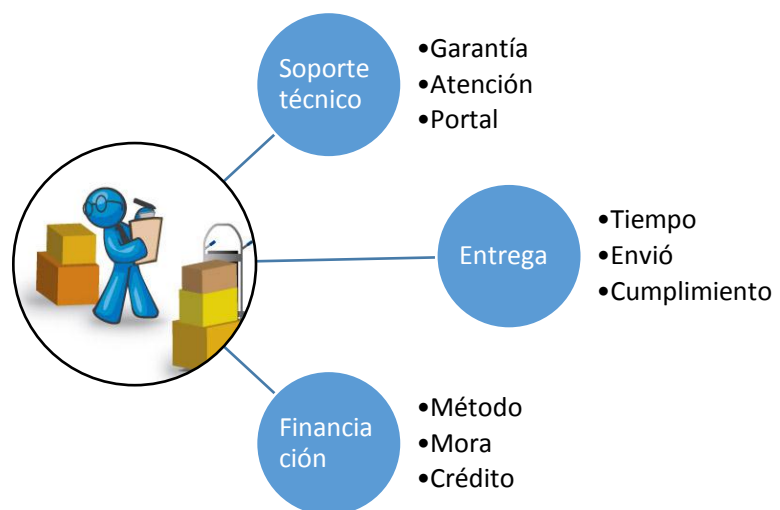 Soporte
técnico
•Garantía
•Atención
•Portal
Entrega
•Tiempo
•Envió
•Cumplimiento
Financia
ción
•Método
•Mora
•Crédito